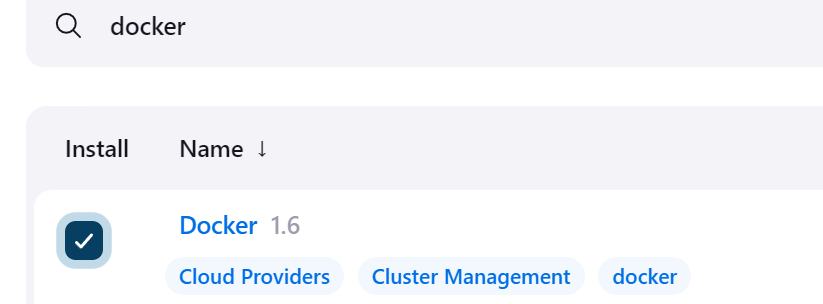 docker
Install Name ↓
Docker 1.6
Cloud Providers Cluster Management docker